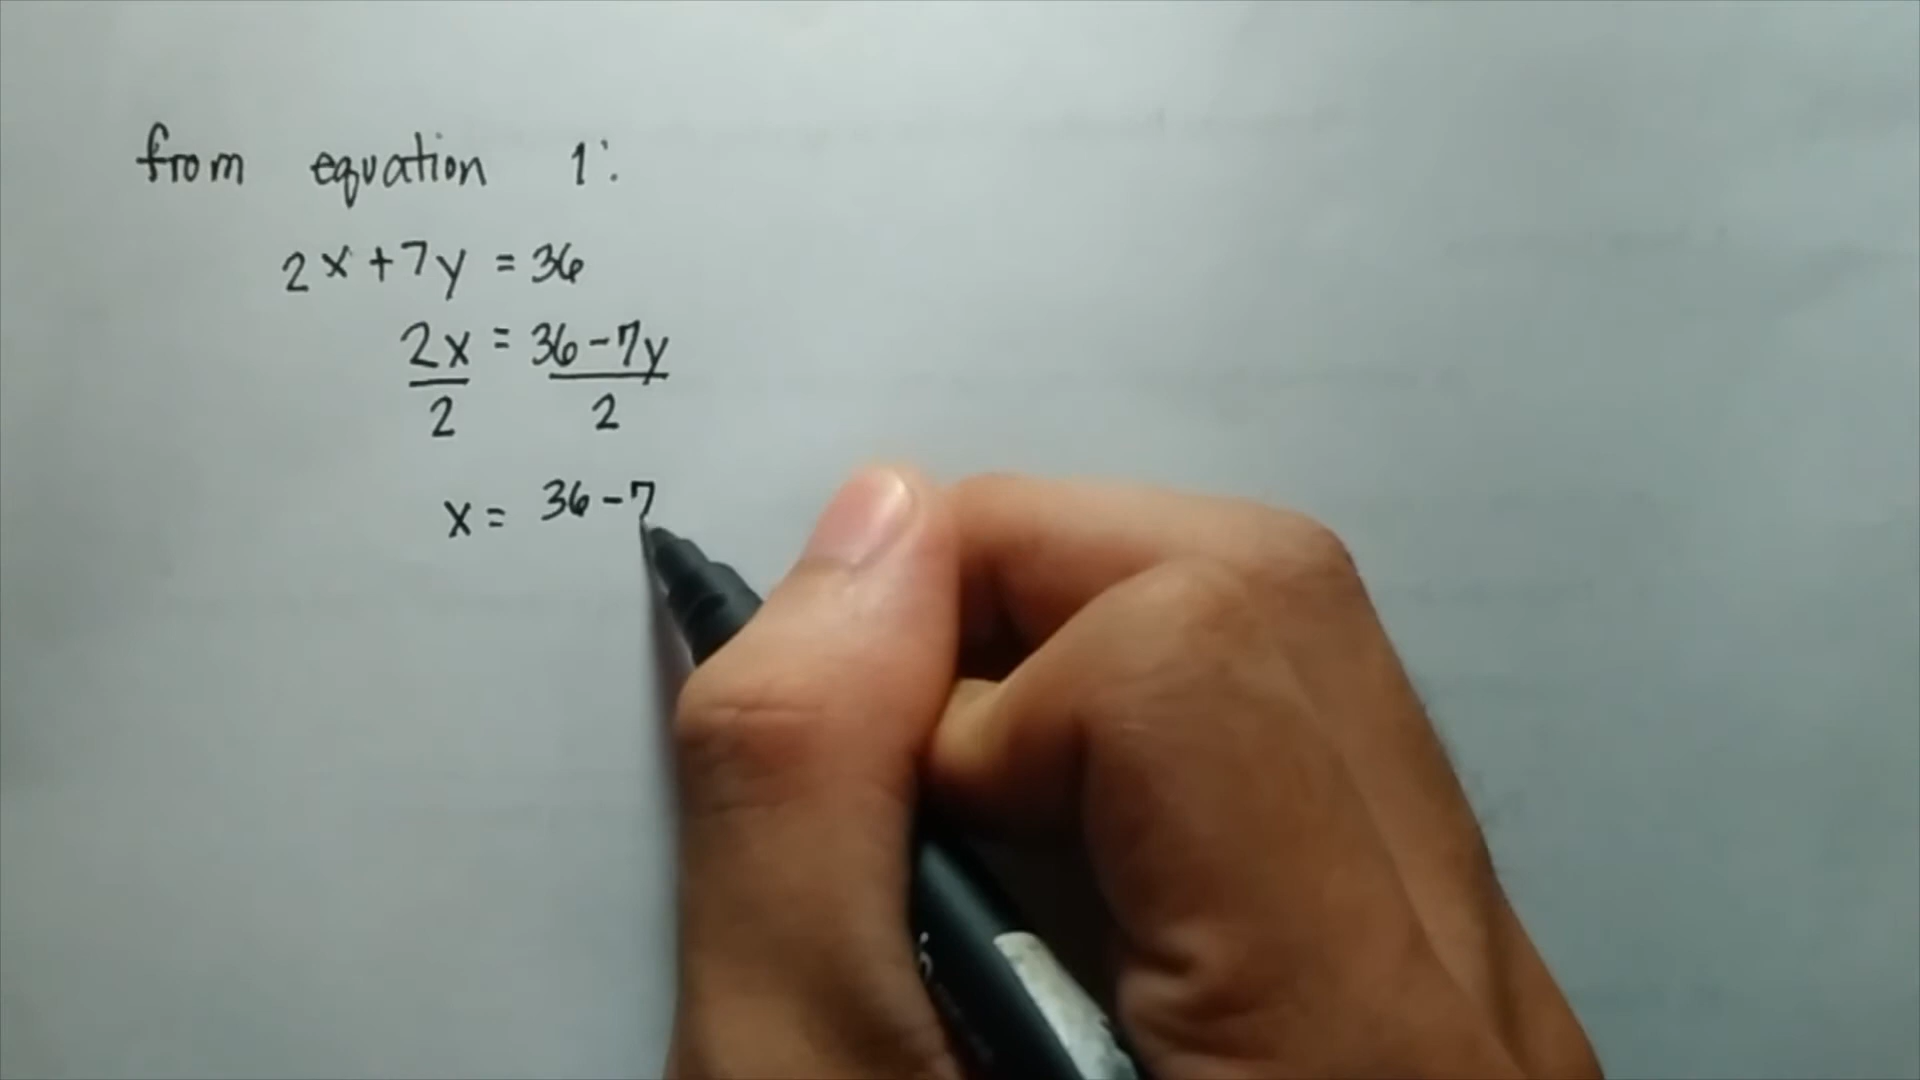 from equation 1:
2x+7y = 36
2x = 36-7y
2 2
x = 36-7